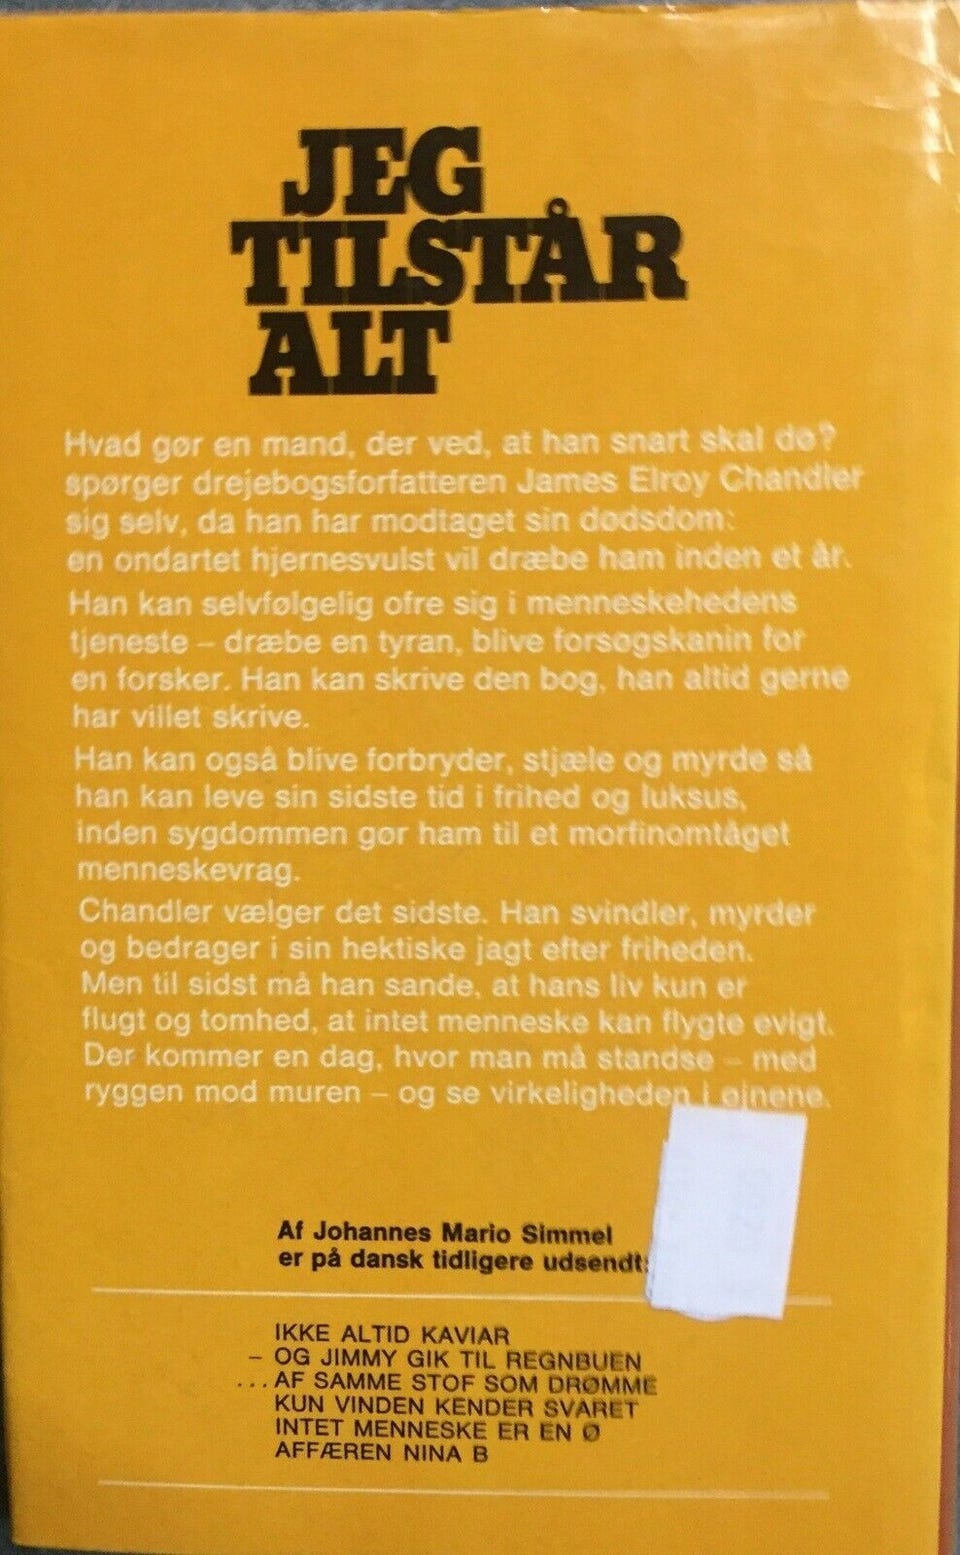 JEG
TILSTÅR
ALT
Hvad gør en mand, der ved, at han snart skal dø?
spørger drejebogsforfatteren James Elroy Chandler
sig selv, da han har modtaget sin dødsdom:
en ondartet hjernesvulst vil dræbe ham inden et år.
Han kan selvfølgelig ofre sig i menneskehedens
tjeneste – dræbe en tyran, blive forsøgskanin for
en forsker. Han kan skrive den bog, han altid gerne
har villet skrive.
Han kan også blive forbryder, stjæle og myrde så
han kan leve sin sidste tid i frihed og luksus,
inden sygdommen gør ham til et morfinomtåget
menneskevrag.
Chandler vælger det sidste. Han svindler, myrder
og bedrager i sin hektiske jagt efter friheden.
Men til sidst må han sande, at hans liv kun er
flugt og tomhed, at intet menneske kan flygte evigt.
Der kommer en dag, hvor man må standse – med
ryggen mod muren – og se virkeligheden i øjnene.
Af Johannes Mario Simmel
er på dansk tidligere udsendt:
IKKE ALTID KAVIAR
– OG JIMMY GIK TIL REGNBUEN
...AF SAMME STOF SOM DRØMME
KUN VINDEN KENDER SVARET
INTET MENNESKE ER EN Ø
AFFÆREN NINA B